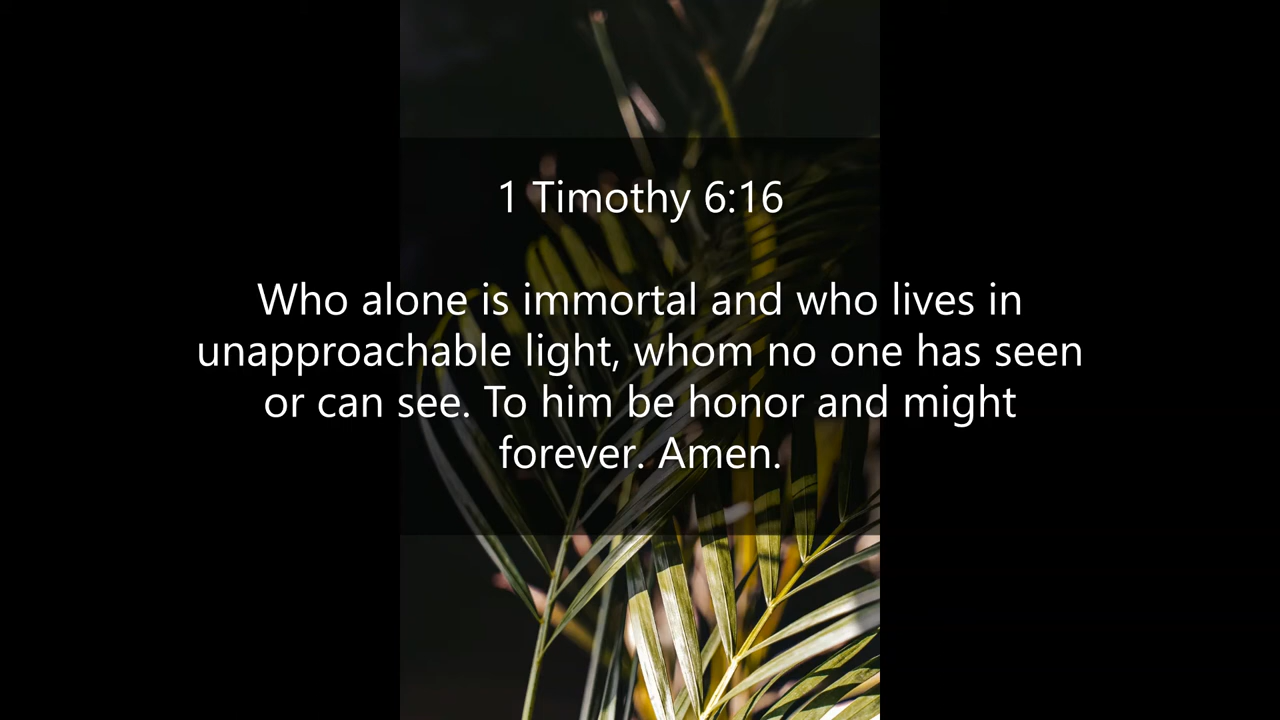 1 Timothy 6:16
Who alone is immortal and who lives in
unapproachable light, whom no one has seen
or can see. To him be honor and might
forever. Amen.